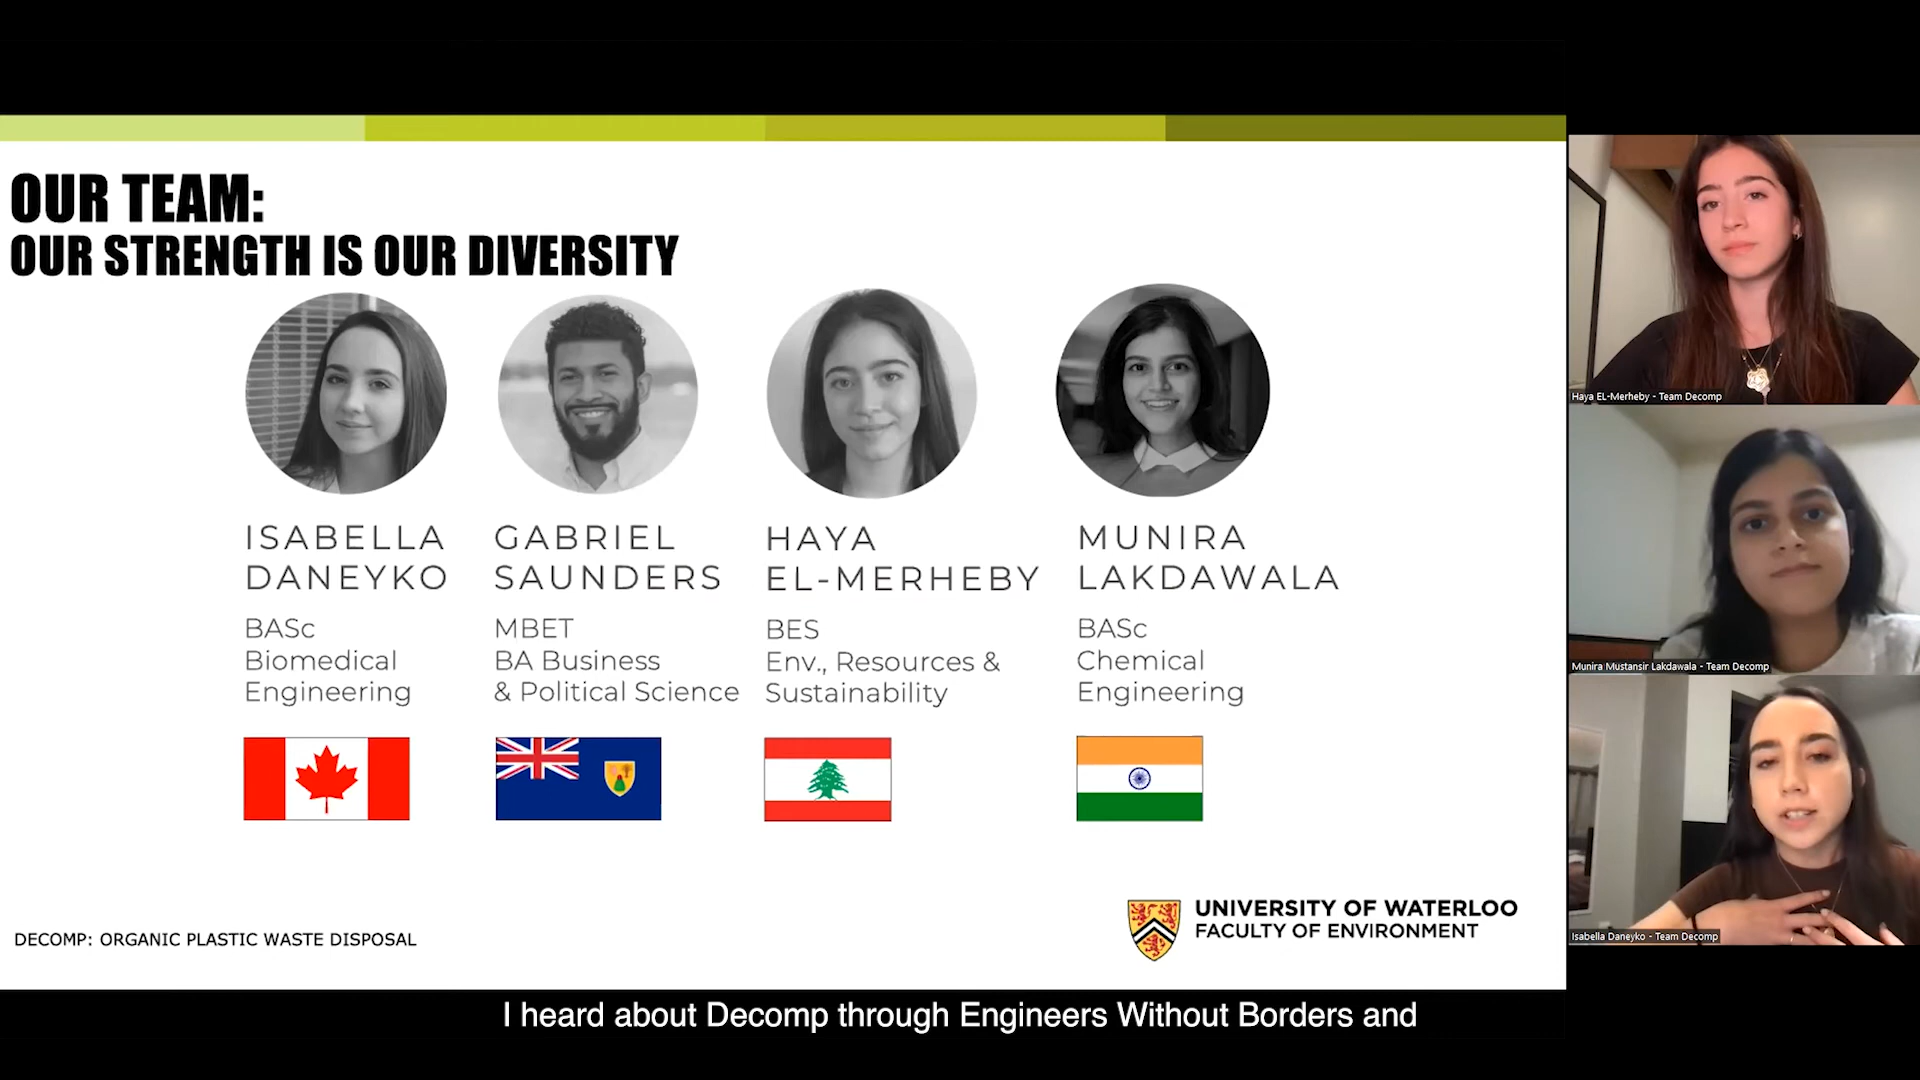 OUR TEAM:
OUR STRENGTH IS OUR DIVERSITY
ISABELLA
DANEYKO
BASc
Biomedical
Engineering
GABRIEL
SAUNDERS
MBET
BA Business
& Political Science
HAYA
EL-MERHEBY
BES
Env., Resources &
Sustainability
MUNIRA
LAKDAWALA
BASc
Chemical
Engineering
DECOMP: ORGANIC PLASTIC WASTE DISPOSAL
UNIVERSITY OF WATERLOO
FACULTY OF ENVIRONMENT
Haya EL-Merheby - Team Decomp
Munira Mustansir Lakdawala - Team Decomp
Isabella Daneyko - Team Decomp
I heard about Decomp through Engineers Without Borders and